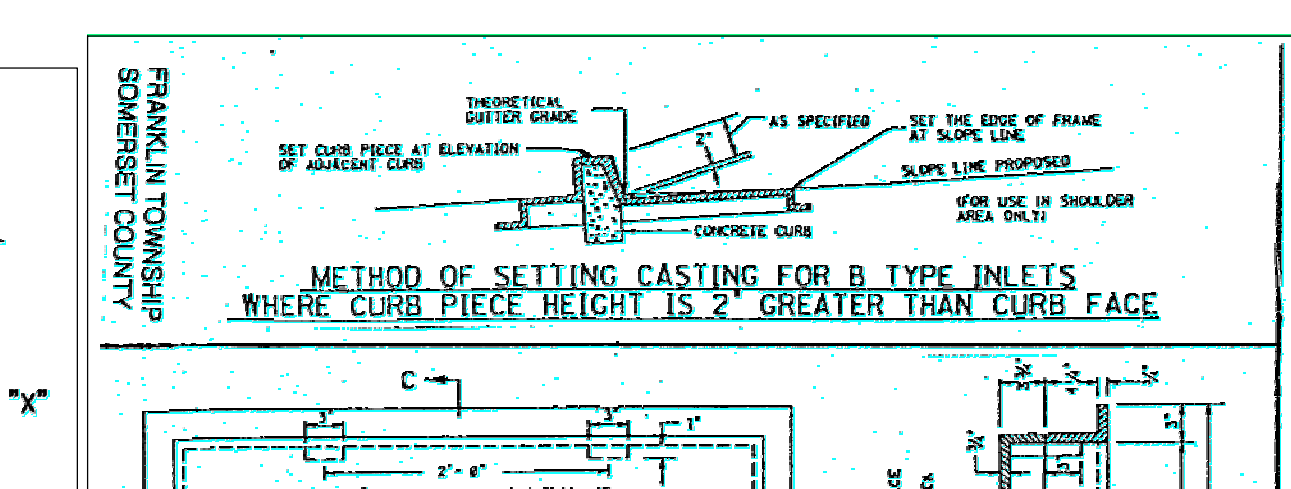 FRANKLIN TOWNSHIP
SOMERSET COUNTY
THEORETICAL
GUTTER GRADE
SET CURB PIECE AT ELEVATION
OF ADJACENT CURB
2"
AS SPECIFIED
SET THE EDGE OF FRAME
AT SLOPE LINE
SLOPE LINE PROPOSED
(FOR USE IN SHOULDER
AREA ONLY)
CONCRETE CURB
METHOD OF SETTING CASTING FOR B TYPE INLETS
WHERE CURB PIECE HEIGHT IS 2" GREATER THAN CURB FACE
"X"
C
3"
3"
7"
2'- 0"
3"